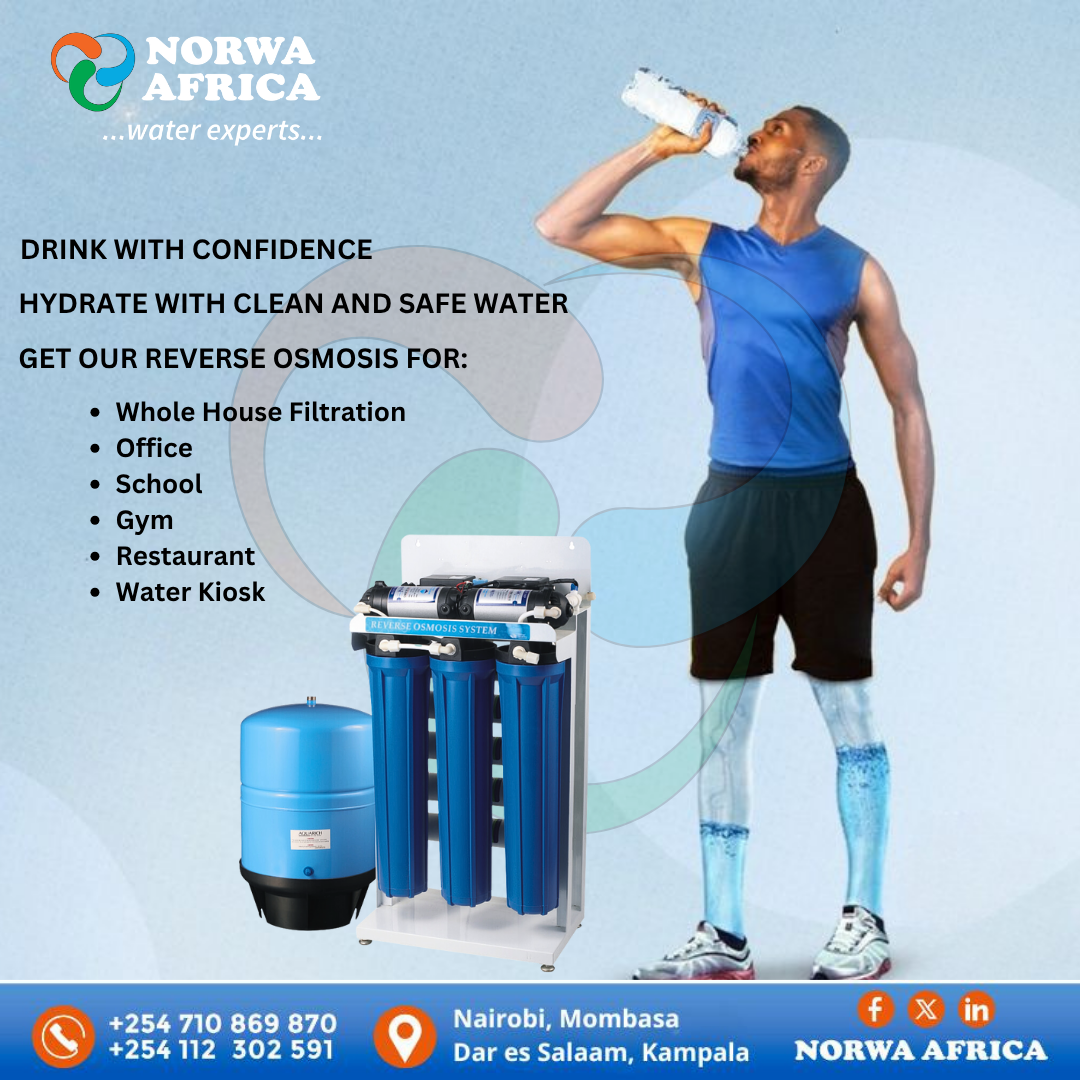 NORWA
AFRICA
...water experts...
DRINK WITH CONFIDENCE
HYDRATE WITH CLEAN AND SAFE WATER
GET OUR REVERSE OSMOSIS FOR:
• Whole House Filtration
• Office
• School
• Gym
• Restaurant
• Water Kiosk
REVERSE OSMOSIS SYSTEM
+254 710 869 870
+254 112 302 591
Nairobi, Mombasa
Dar es Salaam, Kampala
NORWA AFRICA